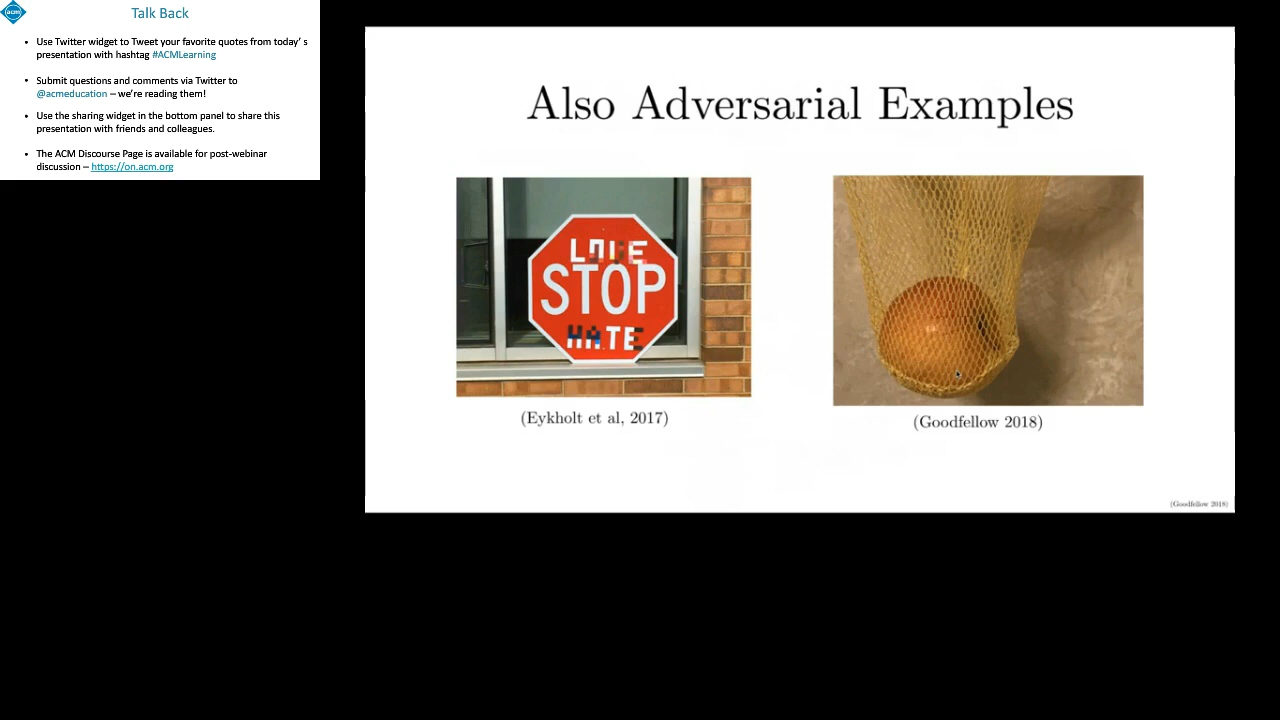 acm
Talk Back
• Use Twitter widget to Tweet your favorite quotes from today' s
presentation with hashtag #ACMLearning
• Submit questions and comments via Twitter to
@acmeducation – we're reading them!
• Use the sharing widget in the bottom panel to share this
presentation with friends and colleagues.
• The ACM Discourse Page is available for post-webinar
discussion – https://on.acm.org
Also Adversarial Examples
LOVE
STOP
HATE
(Eykholt et al, 2017)
(Goodfellow 2018)
(Goodfellow 2018)